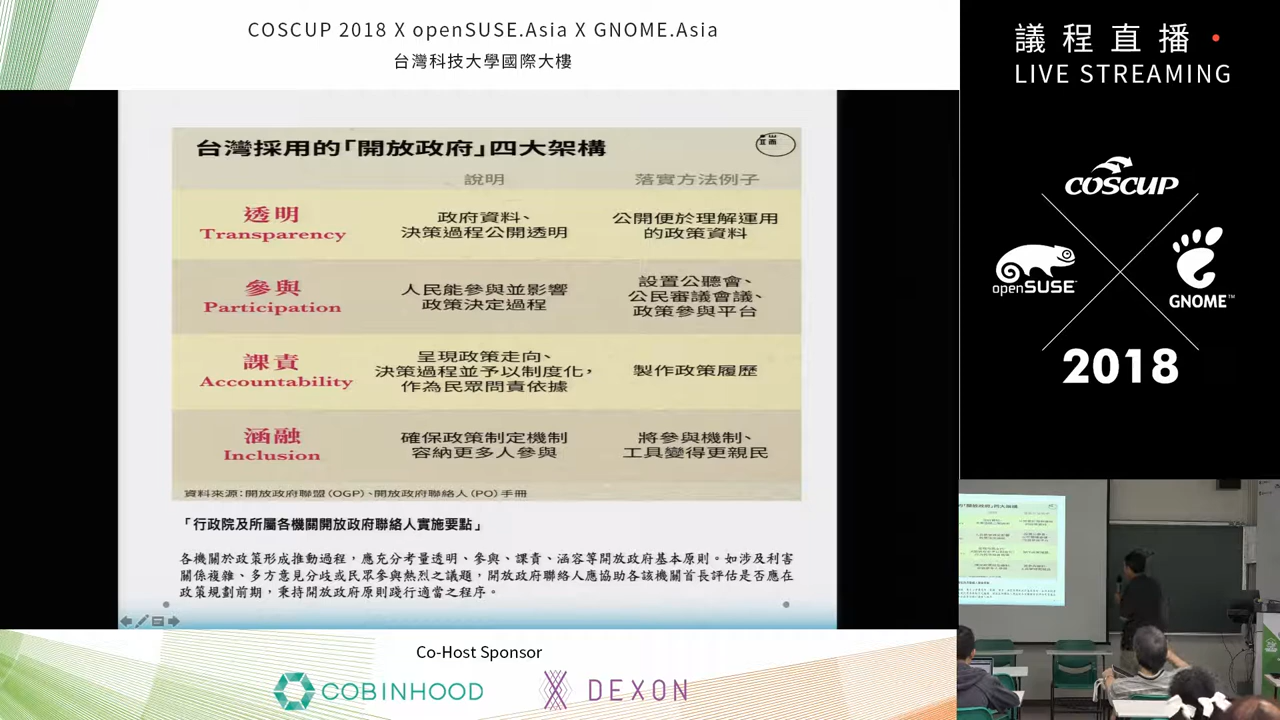 COSCUP 2018 X openSUSE.Asia X GNOME.Asia
台灣科技大學國際大樓
議程直播
LIVE STREAMING
台灣採用的「開放政府」四大架構
說明
落實方法例子
透明
Transparency
政府資料、
決策過程公開透明
公開便於理解運用
的政策資料
參與
Participation
人民能參與並影響
政策決定過程
設置公聽會、
公民審議會議、
政策參與平台
課責
Accountability
呈現政策走向、
決策過程並予以制度化，
作為民眾問責依據
製作政策履歷
涵融
Inclusion
確保政策制定機制
容納更多人參與
將參與機制、
工具變得更親民
資料來源：開放政府聯盟（OGP）、開放政府聯絡人（PO）手冊
「行政院及所屬各機關開放政府聯絡人實施要點」
各機關於政策形成推動過程，應充分考量透明、參與、課責、涵容等開放政府基本原則。如涉及利害
關係複雜、多方意見分歧或民眾參與熱烈之議題，開放政府聯絡人應協助各該機關首長評估是否應在
政策規劃前期，秉持開放政府原則踐行適當之程序。
COSCUP
openSUSE
GNOME™
2018
Co-Host Sponsor
COBINHOOD
DEXON